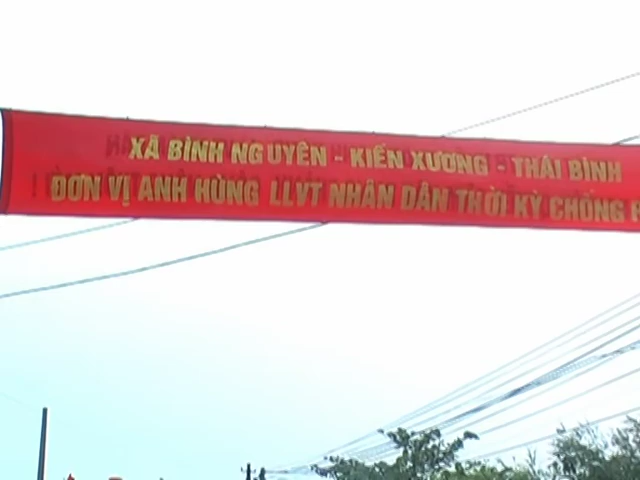 XÃ BÌNH NGUYÊN - KIẾN XƯƠNG - THÁI BÌNH
ĐƠN VỊ ANH HÙNG LLVT NHÂN DÂN THỜI KỲ CHỐNG